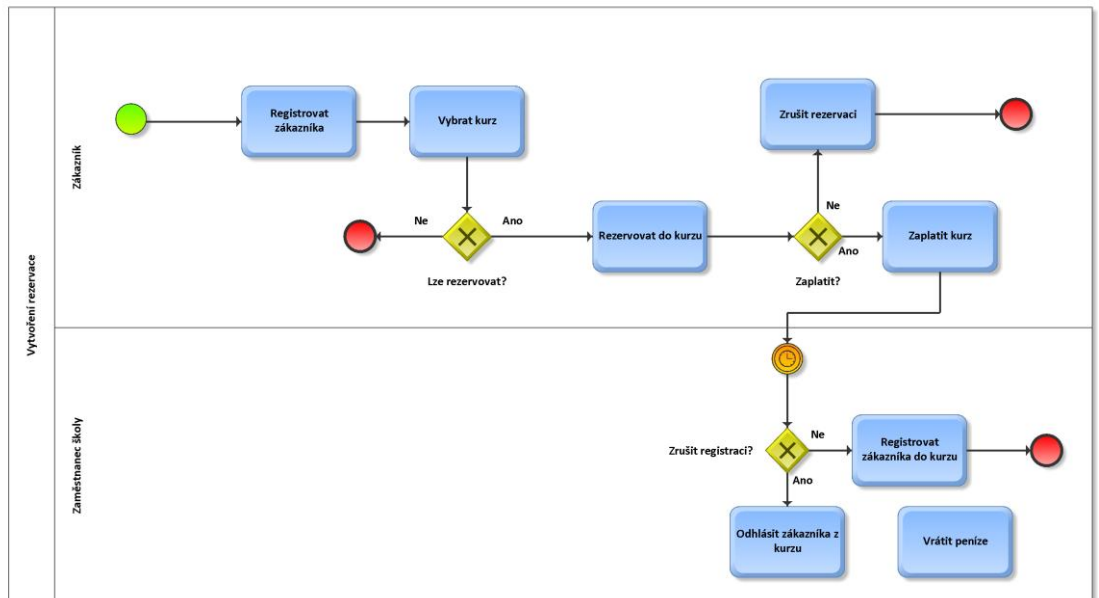 Vytvoření rezervace
Zákazník
Registrovat
zákazníka
Vybrat kurz
Zrušit rezervaci
Ne
Ano
Lze rezervovat?
Rezervovat do kurzu
Ne
Ano
Zaplatit?
Zaplatit kurz
Zaměstnanec školy
Zrušit registraci?
Ne
Ano
Registrovat
zákazníka do kurzu
Odhlásit zákazníka z
kurzu
Vrátit peníze